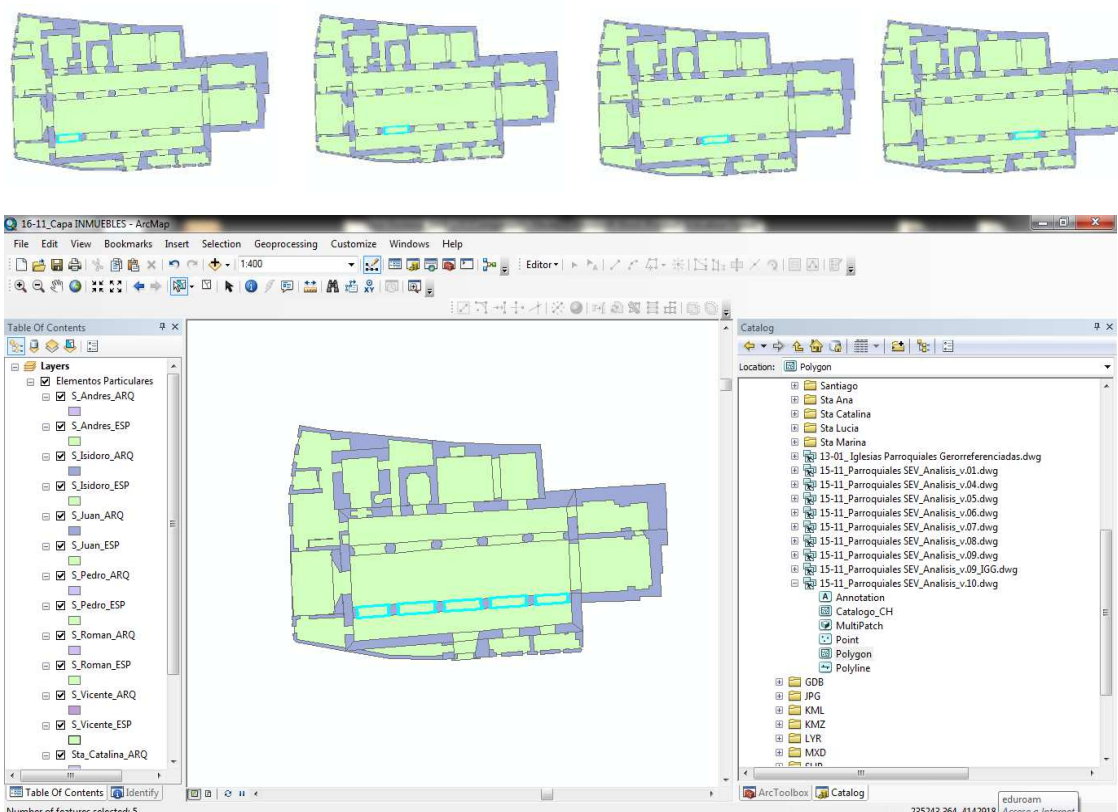 16-11_Capa INMUEBLES - ArcMap
File Edit View Bookmarks Insert Selection Geoprocessing Customize Windows Help
1:400 Editor
Table Of Contents
Layers
Elementos Particulares
S_Andres_ARQ
S_Andres_ESP
S_Isidoro_ARQ
S_Isidoro_ESP
S_Juan_ARQ
S_Juan_ESP
S_Pedro_ARQ
S_Pedro_ESP
S_Roman_ARQ
S_Roman_ESP
S_Vicente_ARQ
S_Vicente_ESP
Sta_Catalina_ARQ
Table Of Contents Identify
Number of features selected: 5
Catalog
Location: Polygon
Santiago
Sta Ana
Sta Catalina
Sta Lucia
Sta Marina
13-01_ Iglesias Parroquiales Gerorreferenciadas.dwg
15-11_Parroquiales SEV_Analisis_v.01.dwg
15-11_Parroquiales SEV_Analisis_v.04.dwg
15-11_Parroquiales SEV_Analisis_v.05.dwg
15-11_Parroquiales SEV_Analisis_v.06.dwg
15-11_Parroquiales SEV_Analisis_v.07.dwg
15-11_Parroquiales SEV_Analisis_v.08.dwg
15-11_Parroquiales SEV_Analisis_v.09.dwg
15-11_Parroquiales SEV_Analisis_v.09_IGG.dwg
15-11_Parroquiales SEV_Analisis_v.10.dwg
Annotation
Catalogo_CH
MultiPatch
Point
Polygon
Polyline
GDB
JPG
KML
KMZ
LYR
MXD
SHP
ArcToolbox Catalog
eduroam
235243,364 4142918 Acceso a Internet